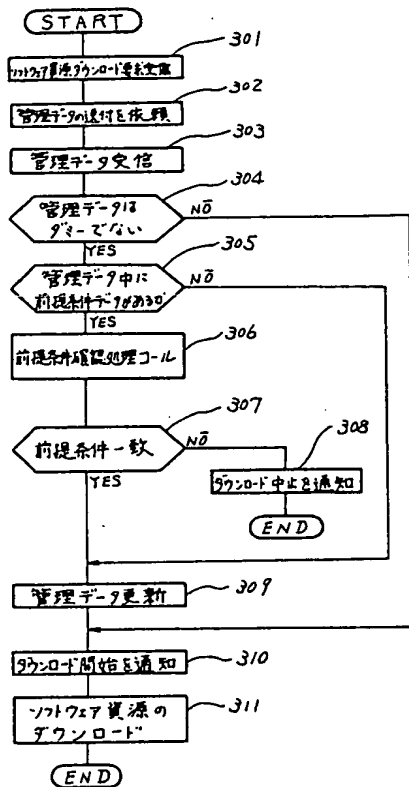 START
301
ソフトウェア資源ダウンロード要求受信
302
管理データの送付を依頼
303
管理データ受信
304
管理データは
ダミーでない
NO
YES
305
管理データ中に
前提条件データがあるか
NO
YES
306
前提条件確認処理コール
307
前提条件一致
NO
YES
308
ダウンロード中止を通知
END
309
管理データ更新
310
ダウンロード開始を通知
311
ソフトウェア資源の
ダウンロード
END